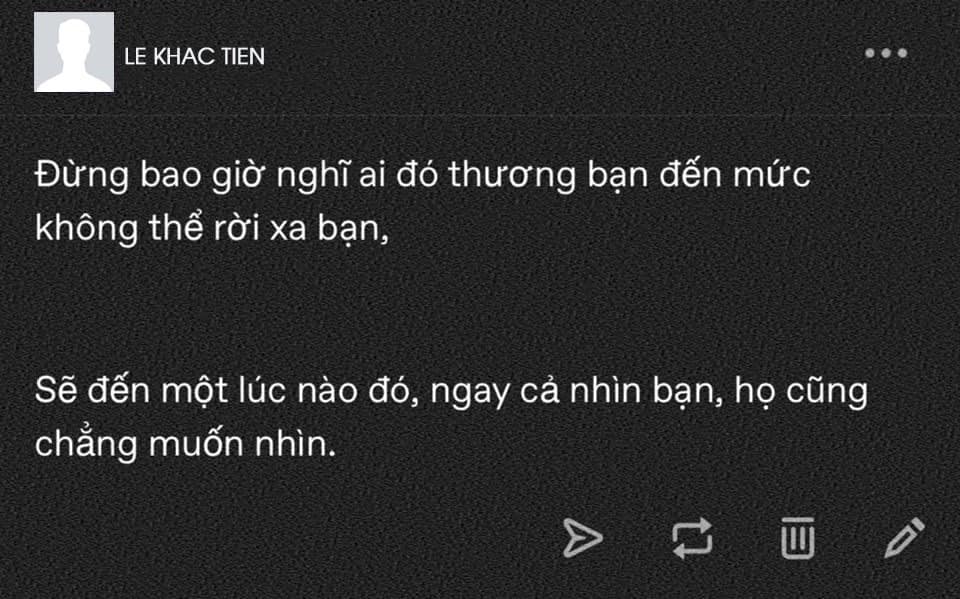 LE KHAC TIEN
Đừng bao giờ nghĩ ai đó thương bạn đến mức
không thể rời xa bạn,
Sẽ đến một lúc nào đó, ngay cả nhìn bạn, họ cũng
chẳng muốn nhìn.